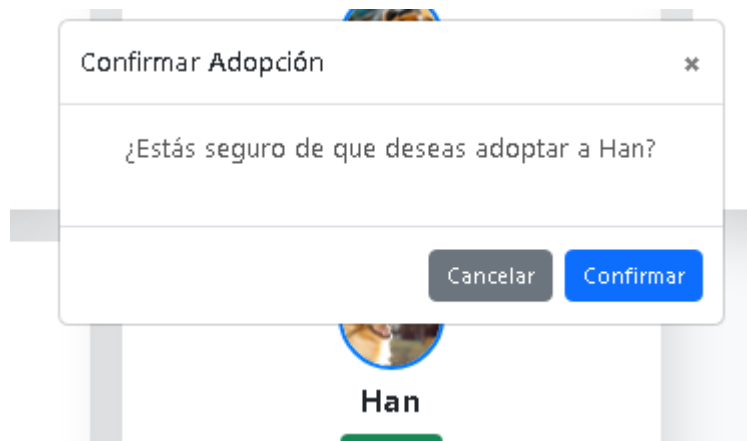 Confirmar Adopción
¿Estás seguro de que deseas adoptar a Han?
Cancelar
Confirmar
Han